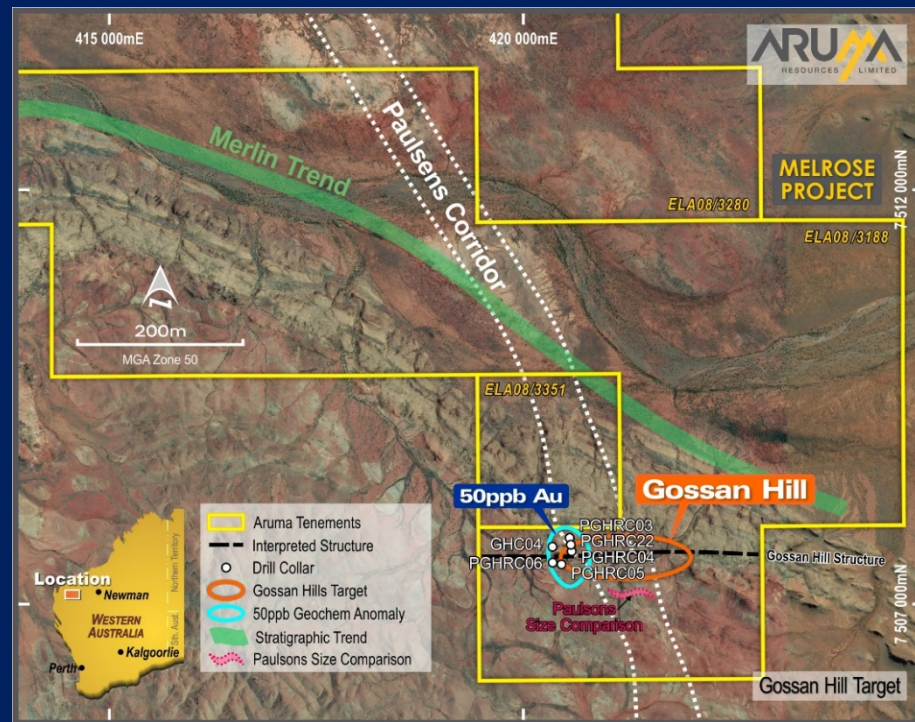 415 000mE
420 000mE
ARUMA
RESOURCES LIMITED
Paulsens Corridor
Merlin Trend
MELROSE
PROJECT
7 512 000mN
ELA08/3280
ELA08/3188
200m
MGA Zone 50
ELA08/3351
50ppb Au
Gossan Hill
PGHRC03
GHC04
PGHRC22
PGHRC06
PGHRC04
PGHRC05
Gossan Hill Structure
Paulsons
Size Comparison
7 507 000mN
Aruma Tenements
Interpreted Structure
Drill Collar
Gossan Hills Target
50ppb Geochem Anomaly
Stratigraphic Trend
Paulsons Size Comparison
Location
Newman
WESTERN
AUSTRALIA
Kalgoorlie
Perth
Northern Territory
Sth. Aust.
Gossan Hill Target